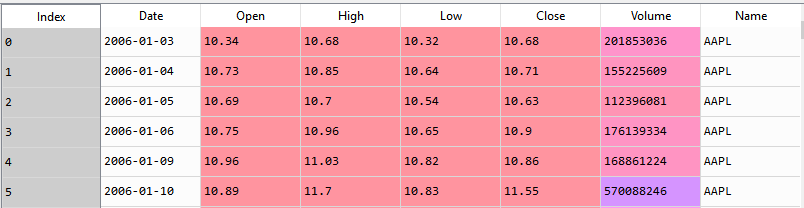 Index Date Open High Low Close Volume Name
0 2006-01-03 10.34 10.68 10.32 10.68 201853036 AAPL
1 2006-01-04 10.73 10.85 10.64 10.71 155225609 AAPL
2 2006-01-05 10.69 10.7 10.54 10.63 112396081 AAPL
3 2006-01-06 10.75 10.96 10.65 10.9 176139334 AAPL
4 2006-01-09 10.96 11.03 10.82 10.86 168861224 AAPL
5 2006-01-10 10.89 11.7 10.83 11.55 570088246 AAPL